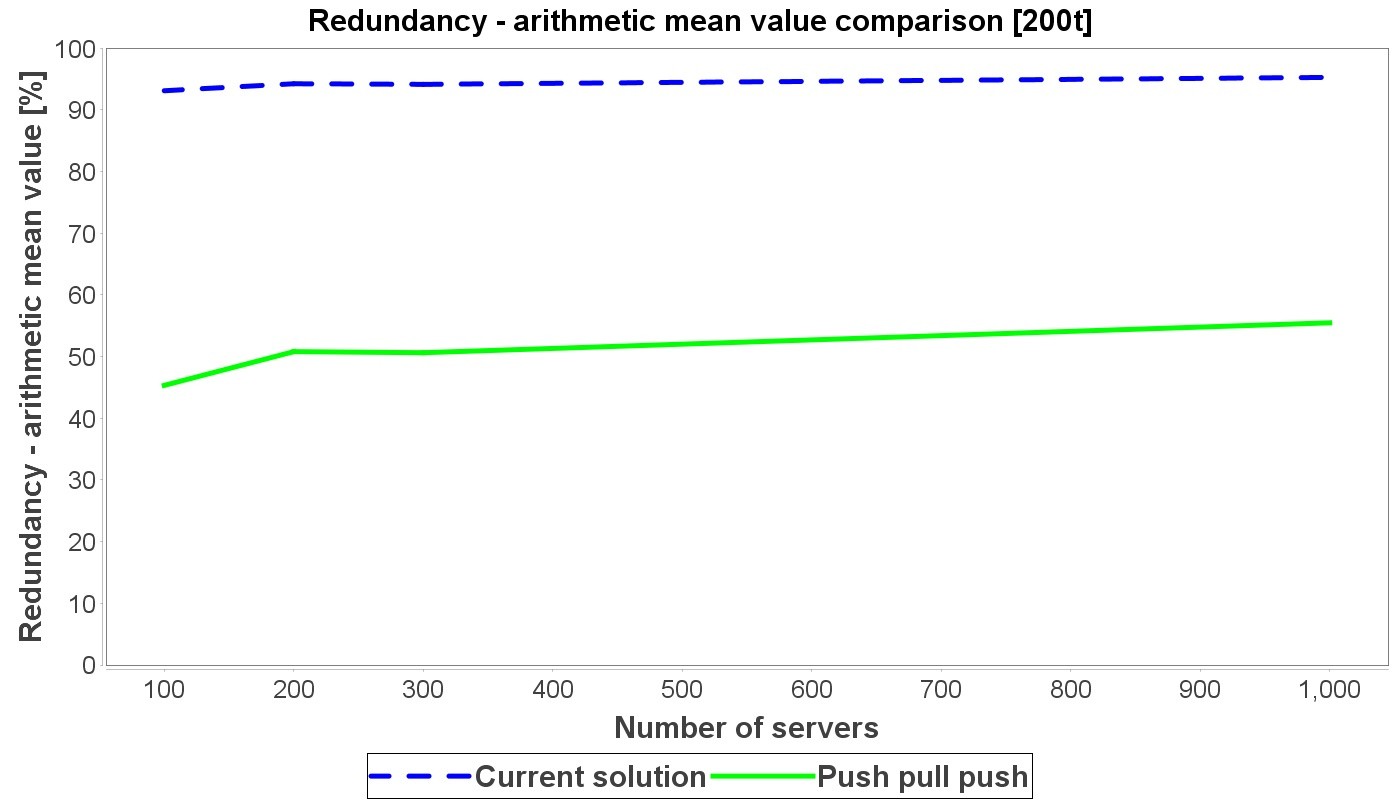 Redundancy - arithmetic mean value comparison [200t]
Redundancy - arithmetic mean value [%]
100
90
80
70
60
50
40
30
20
10
0
100 200 300 400 500 600 700 800 900 1,000
Number of servers
Current solution Push pull push